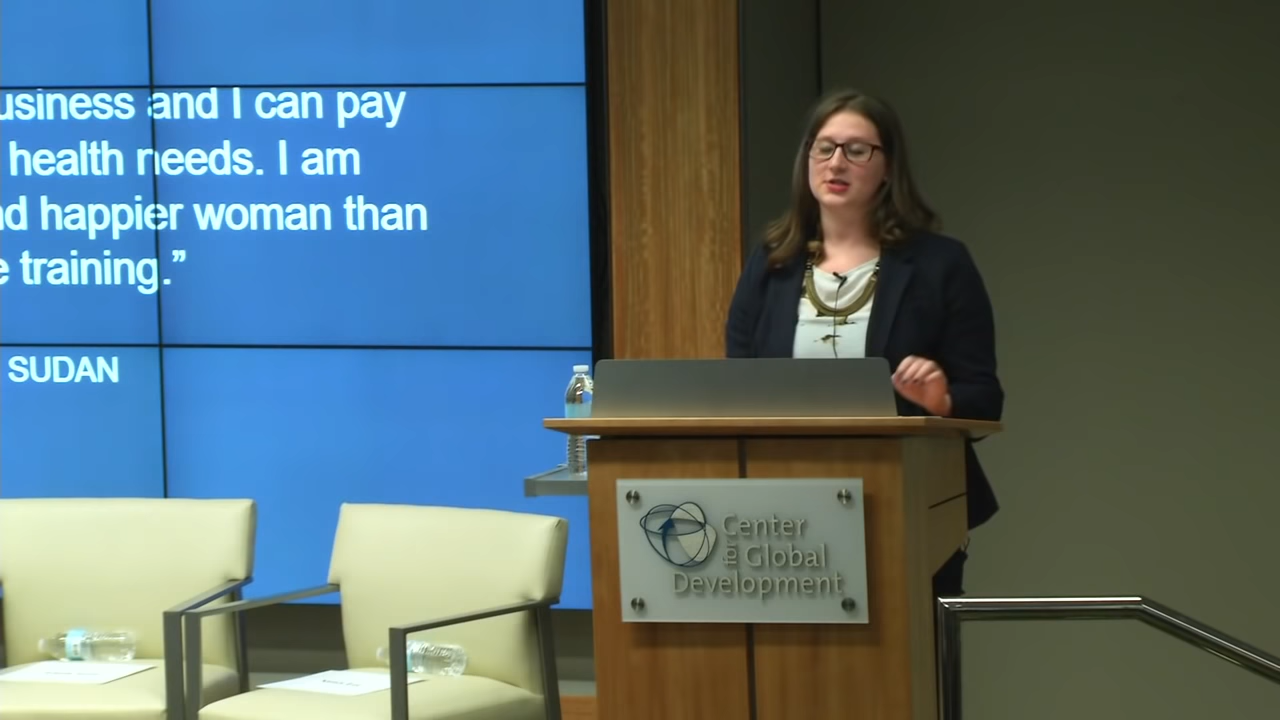 usiness and I can pay
health needs. I am
nd happier woman than
e training.”
SUDAN
Center
for Global
Development